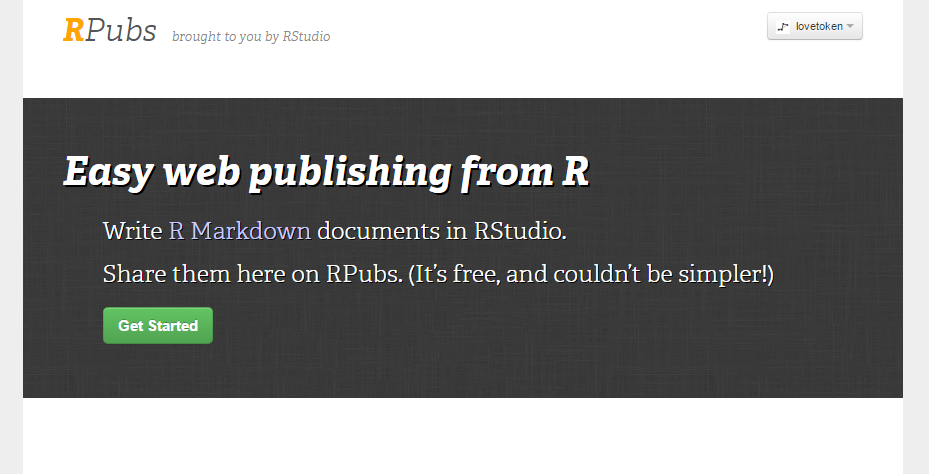 RPubs brought to you by RStudio
lovetoken
Easy web publishing from R
Write R Markdown documents in RStudio.
Share them here on RPubs. (It’s free, and couldn’t be simpler!)
Get Started